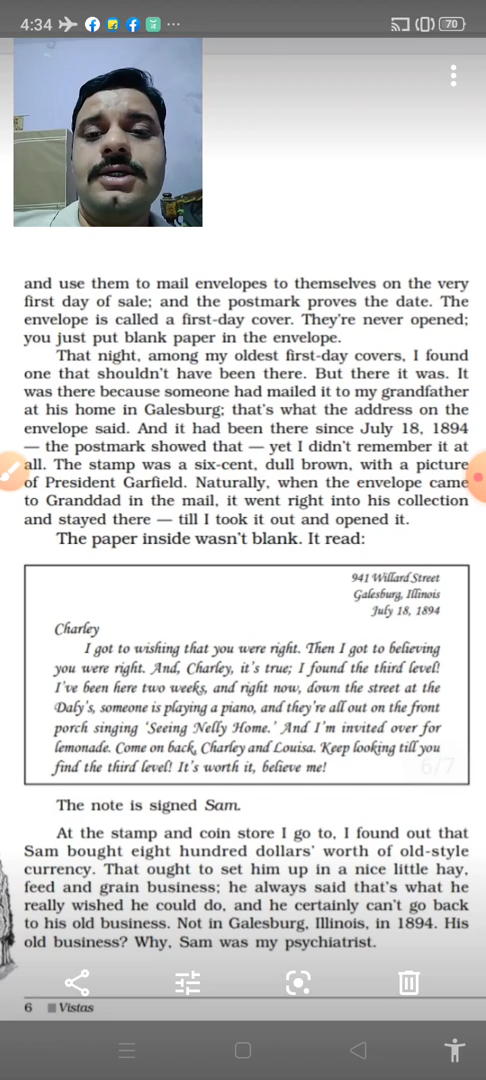 4:34
70
and use them to mail envelopes to themselves on the very
first day of sale; and the postmark proves the date. The
envelope is called a first-day cover. They're never opened;
you just put blank paper in the envelope.
That night, among my oldest first-day covers, I found
one that shouldn't have been there. But there it was. It
was there because someone had mailed it to my grandfather
at his home in Galesburg; that's what the address on the
envelope said. And it had been there since July 18, 1894
— the postmark showed that — yet I didn't remember it at
all. The stamp was a six-cent, dull brown, with a picture
of President Garfield. Naturally, when the envelope came
to Granddad in the mail, it went right into his collection
and stayed there — till I took it out and opened it.
The paper inside wasn't blank. It read:
941 Willard Street
Galesburg, Illinois
July 18, 1894
Charley
I got to wishing that you were right. Then I got to believing
you were right. And, Charley, it's true; I found the third level!
I've been here two weeks, and right now, down the street at the
Daly's, someone is playing a piano, and they're all out on the front
porch singing 'Seeing Nelly Home.' And I'm invited over for
lemonade. Come on back, Charley and Louisa. Keep looking till you
find the third level! It's worth it, believe me!
6/7
The note is signed Sam.
At the stamp and coin store I go to, I found out that
Sam bought eight hundred dollars' worth of old-style
currency. That ought to set him up in a nice little hay,
feed and grain business; he always said that's what he
really wished he could do, and he certainly can't go back
to his old business. Not in Galesburg, Illinois, in 1894. His
old business? Why, Sam was my psychiatrist.
6 Vistas